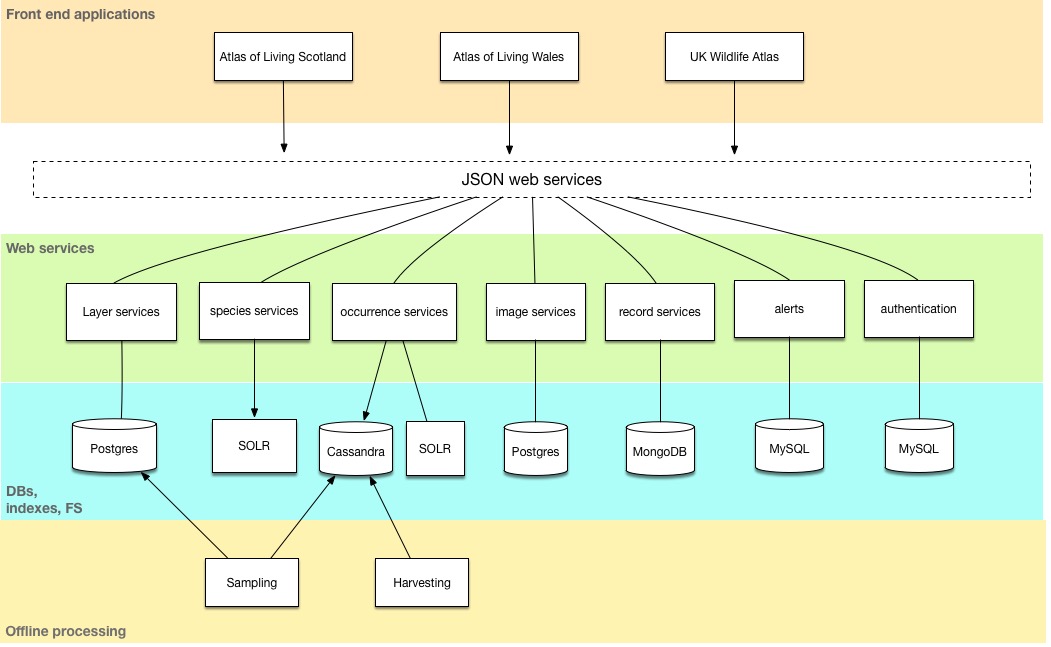 Front end applications
Atlas of Living Scotland
Atlas of Living Wales
UK Wildlife Atlas
JSON web services
Web services
Layer services
species services
occurrence services
image services
record services
alerts
authentication
Postgres
SOLR
Cassandra
SOLR
Postgres
MongoDB
MySQL
MySQL
DBs,
indexes, FS
Sampling
Harvesting
Offline processing